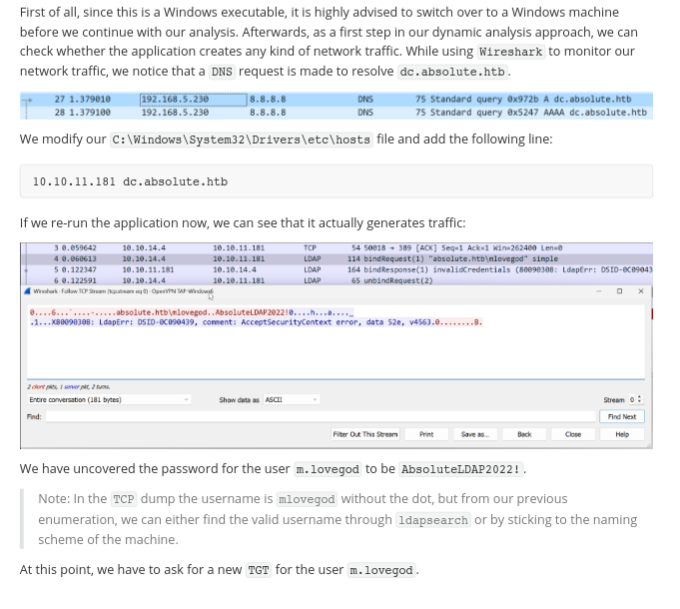 First of all, since this is a Windows executable, it is highly advised to switch over to a Windows machine
before we continue with our analysis. Afterwards, as a first step in our dynamic analysis approach, we can
check whether the application creates any kind of network traffic. While using Wireshark to monitor our
network traffic, we notice that a DNS request is made to resolve dc.absolute.htb.
27 1.379010 192.168.5.230 8.8.8.8 DNS 75 Standard query 0x972b A dc.absolute.htb
28 1.379100 192.168.5.230 8.8.8.8 DNS 75 Standard query 0x5247 AAAA dc.absolute.htb
We modify our C:\Windows\System32\Drivers\etc\hosts file and add the following line:
10.10.11.181 dc.absolute.htb
If we re-run the application now, we can see that it actually generates traffic:
3 0.059642 10.10.14.4 10.10.11.181 TCP 54 50018 → 389 [ACK] Seq=1 Ack=1 Win=262400 Len=0
4 0.060613 10.10.14.4 10.10.11.181 LDAP 114 bindRequest(1) "absolute.htb\mlovegod" simple
5 0.122347 10.10.11.181 10.10.14.4 LDAP 164 bindResponse(1) invalidCredentials (80090308: LdapErr: DSID-0C09043
6 0.122591 10.10.14.4 10.10.11.181 LDAP 65 unbindRequest(2)
Wireshark · Follow TCP Stream (tcp.stream eq 0) · OpenVPN TAP-Windows6
0....6...`....-.....absolute.htb\mlovegod..AbsoluteLDAP2022!0....h...a...._
.1...X80090308: LdapErr: DSID-0C090439, comment: AcceptSecurityContext error, data 52e, v4563.0........B.
2 client pkts, 1 server pkt, 2 turns.
Entire conversation (181 bytes) Show data as ASCII Stream 0
Find: Find Next
Filter Out This Stream Print Save as... Back Close Help
We have uncovered the password for the user m.lovegod to be AbsoluteLDAP2022!.
Note: In the TCP dump the username is mlovegod without the dot, but from our previous
enumeration, we can either find the valid username through ldapsearch or by sticking to the naming
scheme of the machine.
At this point, we have to ask for a new TGT for the user m.lovegod.